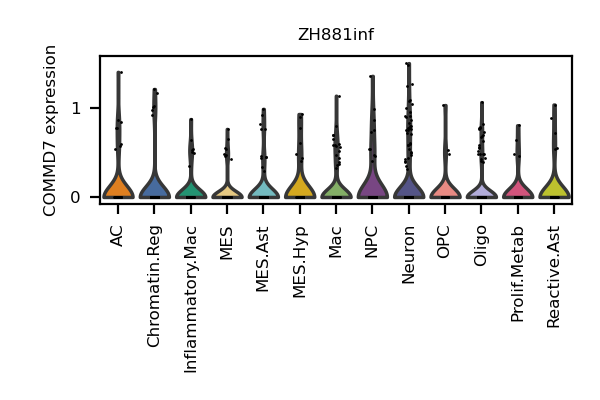 ZH881inf
COMMD7 expression
1
0
AC
Chromatin.Reg
Inflammatory.Mac
MES
MES.Ast
MES.Hyp
Mac
NPC
Neuron
OPC
Oligo
Prolif.Metab
Reactive.Ast